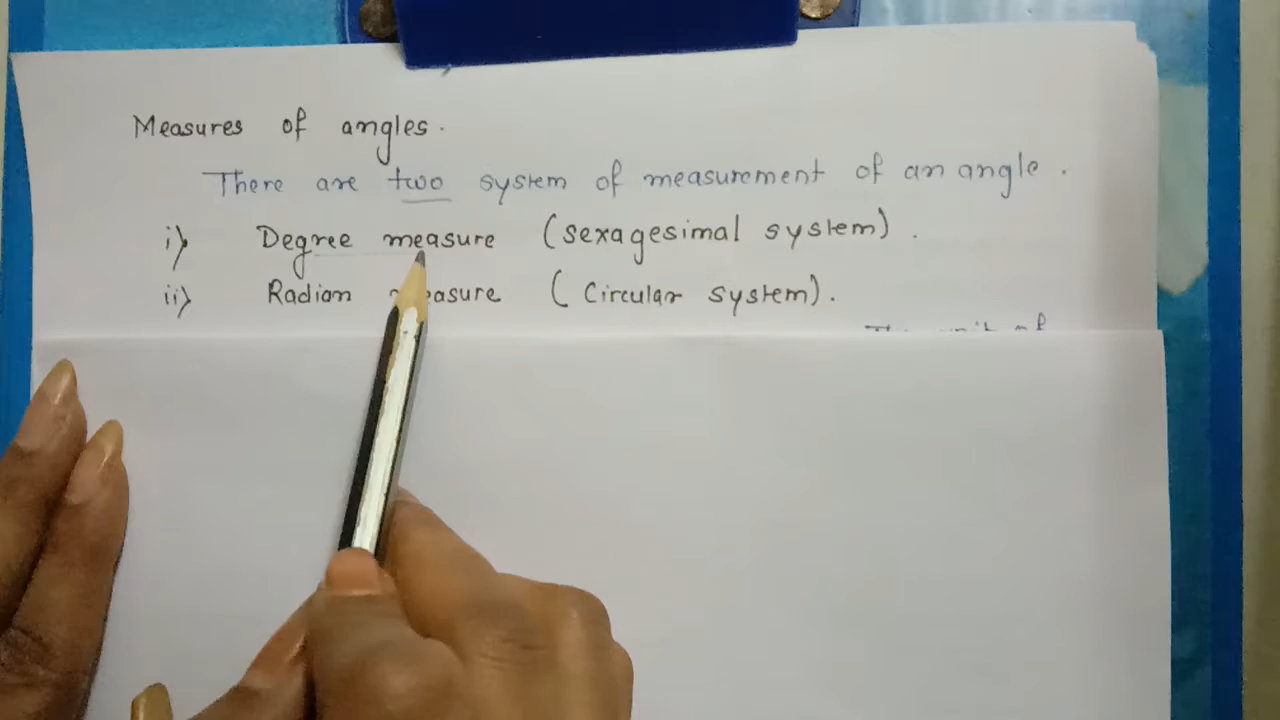 Measures of angles.
There are two system of measurement of an angle.
i) Degree measure (sexagesimal system).
ii) Radian measure (Circular system).